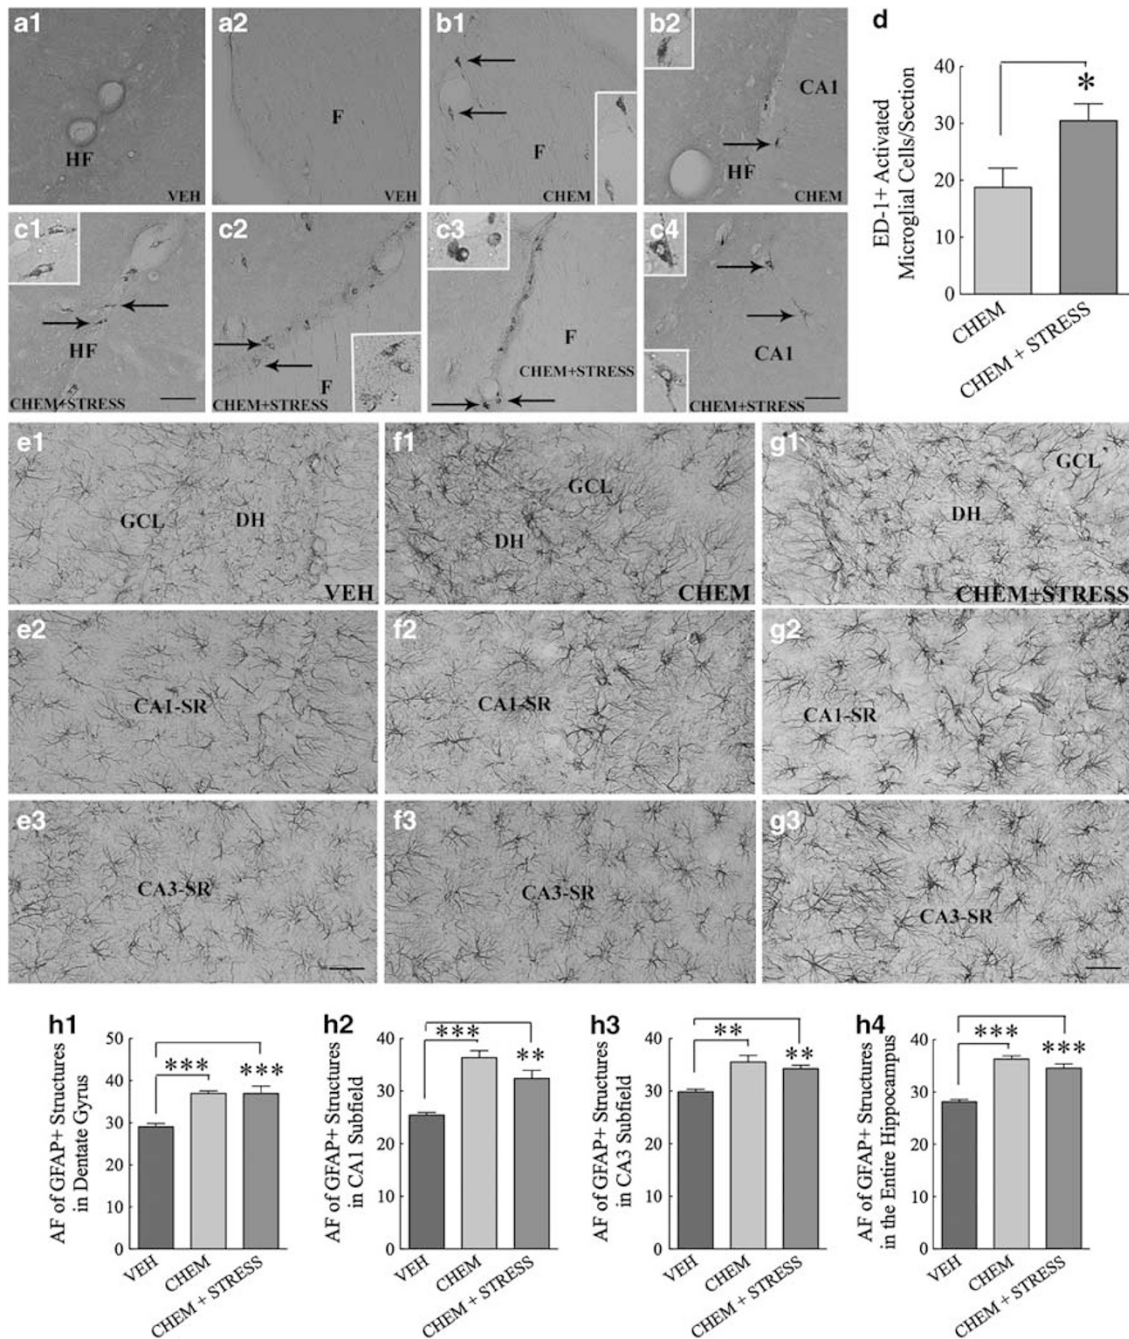 a1
HF
VEH
a2
F
VEH
b1
F
CHEM
b2
CA1
HF
CHEM
c1
HF
CHEM+STRESS
c2
F
CHEM+STRESS
c3
F
CHEM+STRESS
c4
CA1
CHEM+STRESS
d
ED-1+ Activated
Microglial Cells/Section
40
30
20
10
0
*
CHEM
CHEM + STRESS
e1
GCL DH
VEH
f1
GCL
DH
CHEM
g1
GCL
DH
CHEM+STRESS
e2
CA1-SR
f2
CA1-SR
g2
CA1-SR
e3
CA3-SR
f3
CA3-SR
g3
CA3-SR
h1
AF of GFAP+ Structures
in Dentate Gyrus
50
40
30
20
10
0
*** ***
VEH
CHEM
CHEM + STRESS
h2
AF of GFAP+ Structures
in CA1 Subfield
40
30
20
10
0
*** **
VEH
CHEM
CHEM + STRESS
h3
AF of GFAP+ Structures
in CA3 Subfield
40
30
20
10
0
** **
VEH
CHEM
CHEM + STRESS
h4
AF of GFAP+ Structures
in the Entire Hippocampus
40
30
20
10
0
*** ***
VEH
CHEM
CHEM + STRESS